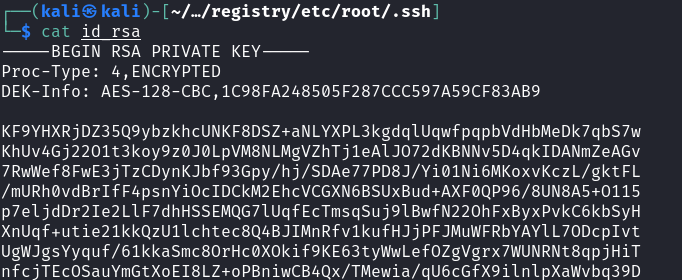 ┌──(kali㉿kali)-[~/…/registry/etc/root/.ssh]
└─$ cat id_rsa
-----BEGIN RSA PRIVATE KEY-----
Proc-Type: 4,ENCRYPTED
DEK-Info: AES-128-CBC,1C98FA248505F287CCC597A59CF83AB9

KF9YHXRjDZ35Q9ybzkhcUNKF8DSZ+aNLYXPL3kgdqlUqwfpqpbVdHbMeDk7qbS7w
KhUv4Gj22O1t3koy9z0J0LpVM8NLMgVZhTj1eAlJO72dKBNNv5D4qkIDANmZeAGv
7RwWef8FwE3jTzCDynKJbf93Gpy/hj/SDAe77PD8J/Yi01Ni6MKoxvKczL/gktFL
/mURh0vdBrIfF4psnYiOcIDCkM2EhcVCGXN6BSUxBud+AXF0QP96/8UN8A5+O115
p7eljdDr2Ie2LlF7dhHSSEMQG7lUqfEcTmsqSuj9lBwfN22OhFxByxPvkC6kbSyH
XnUqf+utie21kkQzU1lchtec8Q4BJIMnRfv1kufHJjPFJMuWFRbYAYlL7ODcpIvt
UgWJgsYyquf/61kkaSmc8OrHc0XOkif9KE63tyWwLefOZgVgrx7WUNRNt8qpjHiT
nfcjTEcOSauYmGtXoEI8LZ+oPBniwCB4Qx/TMewia/qU6cGfX9ilnlpXaWvbq39D